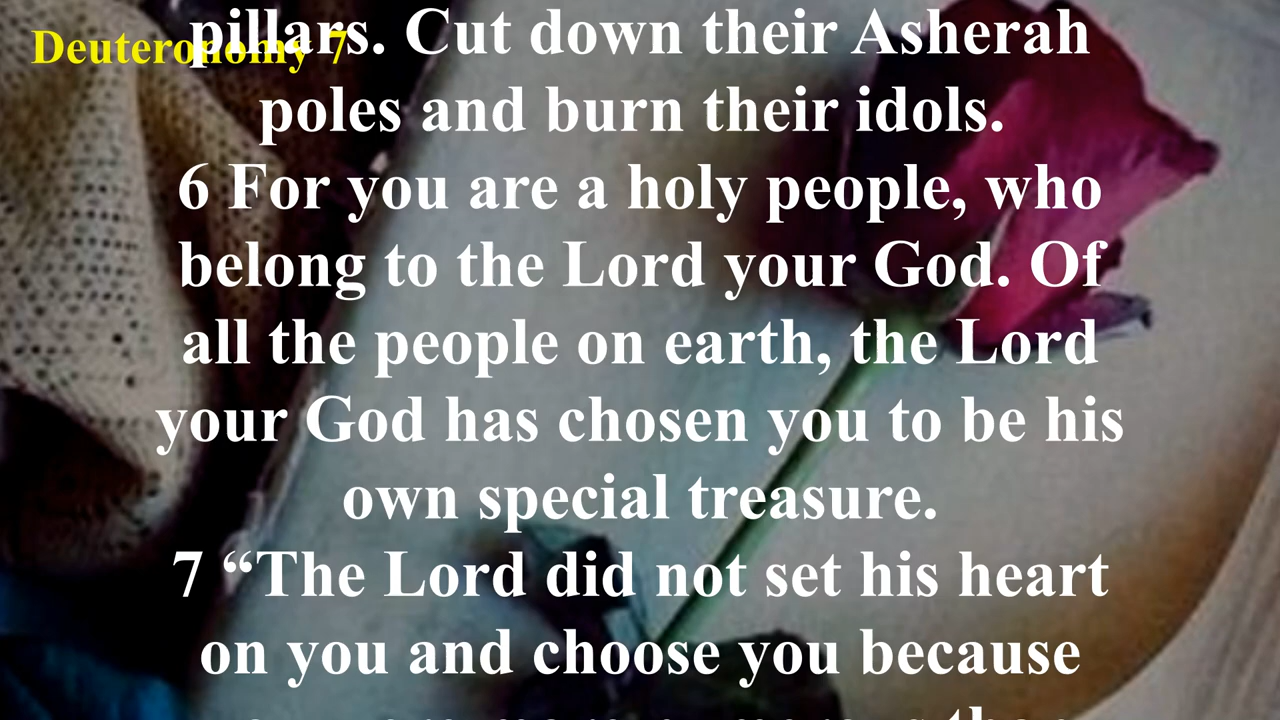 Deuteronomy 7
pillars. Cut down their Asherah
poles and burn their idols.
6 For you are a holy people, who
belong to the Lord your God. Of
all the people on earth, the Lord
your God has chosen you to be his
own special treasure.
7 “The Lord did not set his heart
on you and choose you because